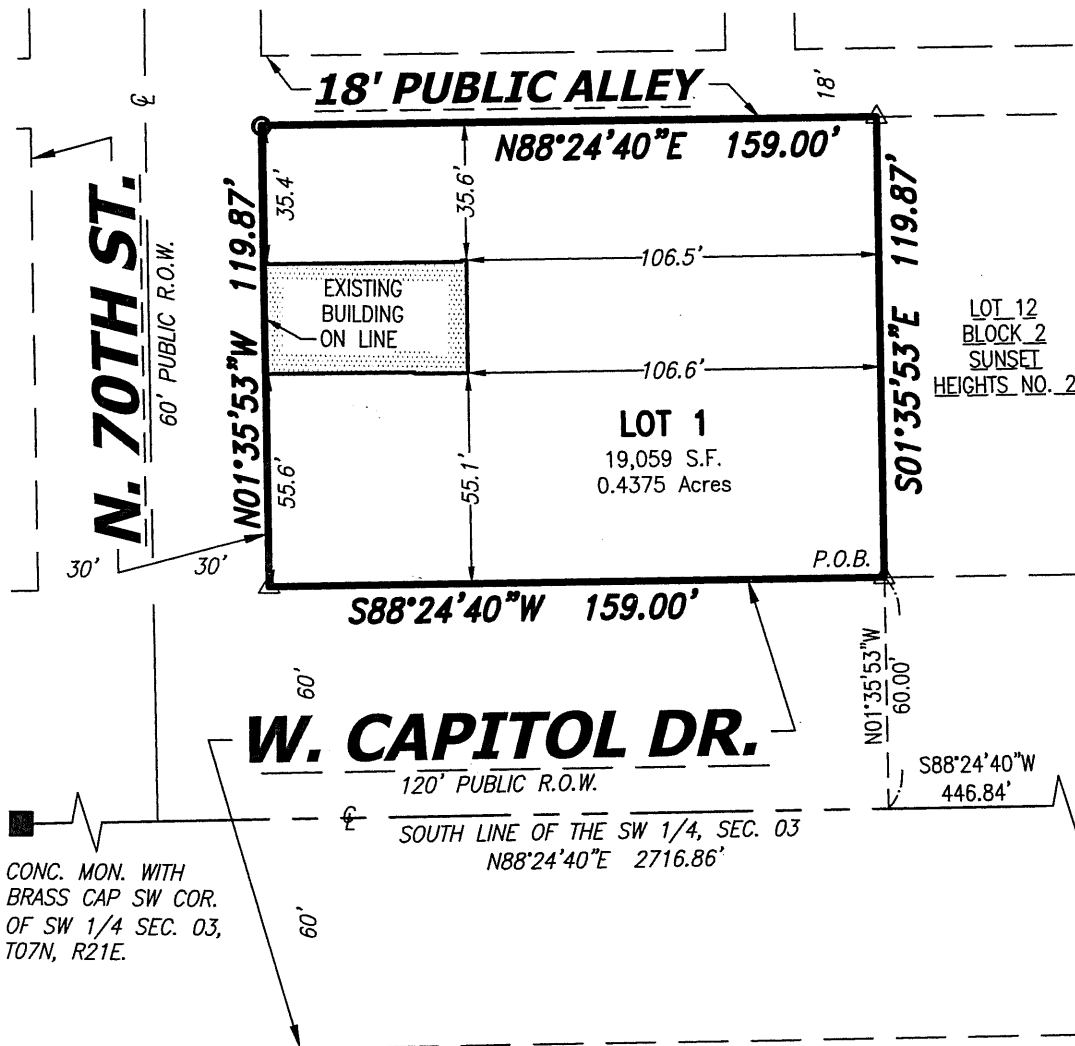 18' PUBLIC ALLEY
18'
℄
N88°24'40"E 159.00'
N. 70TH ST.
60' PUBLIC R.O.W.
N01°35'53"W 119.87'
35.4'
35.6'
S01°35'53"E 119.87'
106.5'
EXISTING
BUILDING
ON LINE
LOT 12
BLOCK 2
SUNSET
HEIGHTS NO. 2
106.6'
LOT 1
19,059 S.F.
0.4375 Acres
55.6'
55.1'
30'
30'
P.O.B.
S88°24'40"W 159.00'
N01°35'53"W
60.00'
60'
W. CAPITOL DR.
120' PUBLIC R.O.W.
S88°24'40"W
446.84'
℄
SOUTH LINE OF THE SW 1/4, SEC. 03
N88°24'40"E 2716.86'
CONC. MON. WITH
BRASS CAP SW COR.
OF SW 1/4 SEC. 03,
T07N, R21E.
60'